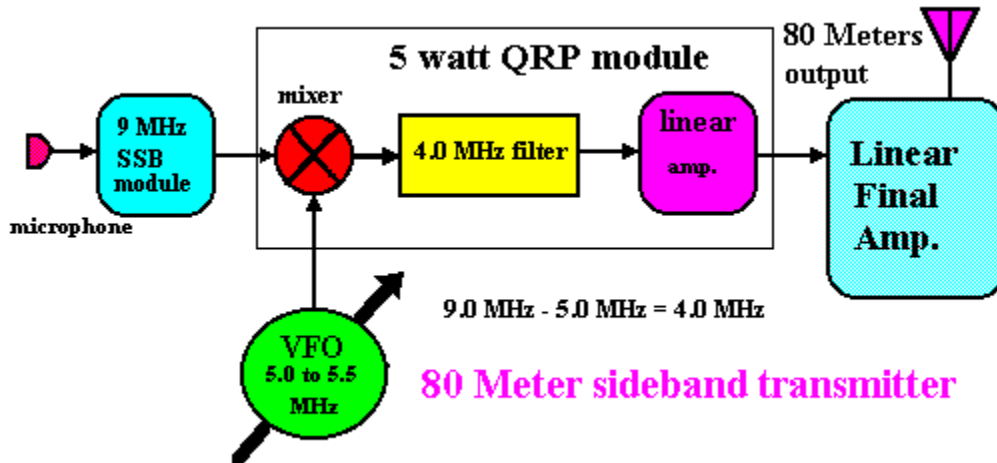 80 Meters
output
5 watt QRP module
mixer
9 MHz
SSB
module
4.0 MHz filter
linear
amp.
Linear
Final
Amp.
microphone
9.0 MHz - 5.0 MHz = 4.0 MHz
VFO
5.0 to 5.5
MHz
80 Meter sideband transmitter